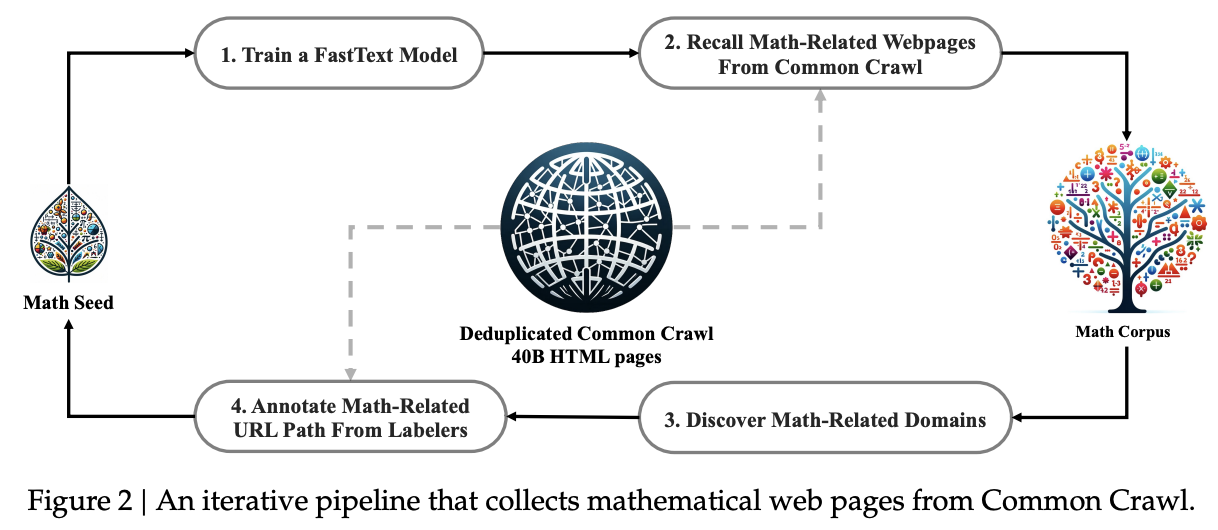 1. Train a FastText Model
2. Recall Math-Related Webpages
From Common Crawl
Math Seed
Deduplicated Common Crawl
40B HTML pages
Math Corpus
4. Annotate Math-Related
URL Path From Labelers
3. Discover Math-Related Domains
Figure 2 | An iterative pipeline that collects mathematical web pages from Common Crawl.